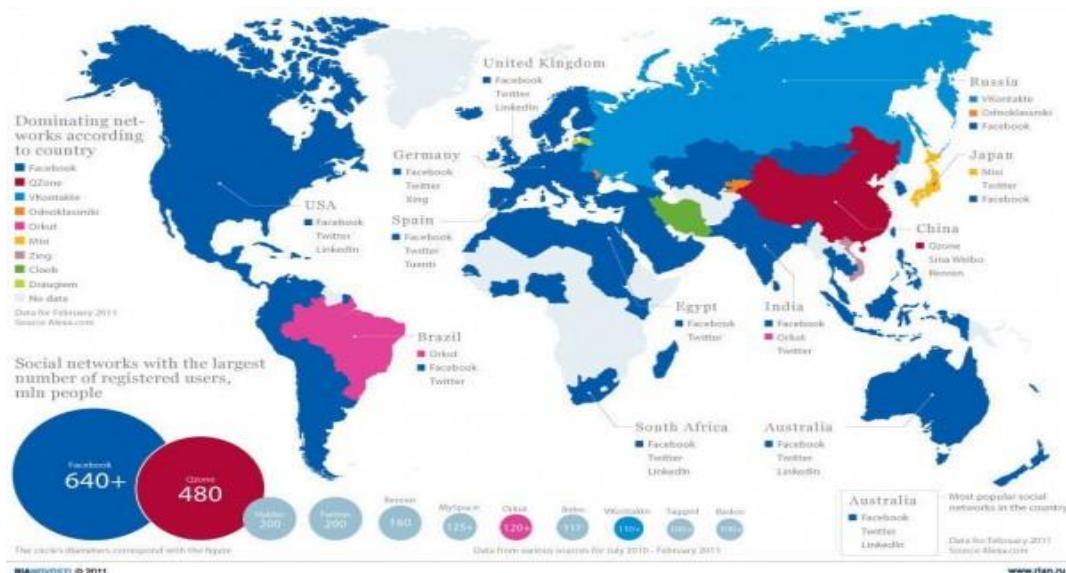 United Kingdom
Facebook
Twitter
LinkedIn
Russia
VKontakte
Odnoklassniki
Facebook
Dominating net-
works according
to country
Facebook
QZone
VKontakte
Odnoklassniki
Orkut
Mixi
Zing
Cloob
Draugiem
No data
Data for February 2011
Source Alexa.com
Germany
Facebook
Twitter
Xing
Japan
Mixi
Twitter
Facebook
USA
Facebook
Twitter
LinkedIn
Spain
Facebook
Twitter
Tuenti
China
Qzone
Sina Weibo
Renren
Egypt
Facebook
Twitter
India
Facebook
Orkut
Twitter
Brazil
Orkut
Facebook
Twitter
Social networks with the largest
number of registered users,
mln people
South Africa
Facebook
Twitter
LinkedIn
Australia
Facebook
Twitter
LinkedIn
Facebook
640+
Qzone
480
200
Twitter
200
Renren
160
MySpace
125+
Orkut
120+
Bebo
117
VKontakte
110+
Tagged
100+
Badoo
100+
Australia
Facebook
Twitter
LinkedIn
Most popular social
networks in the country
Data for February 2011
Source Alexa.com
The circle's diameters correspond with the figure
Data from various sources for July 2010 - February 2011
RIANOVOSTI © 2011
www.rian.ru